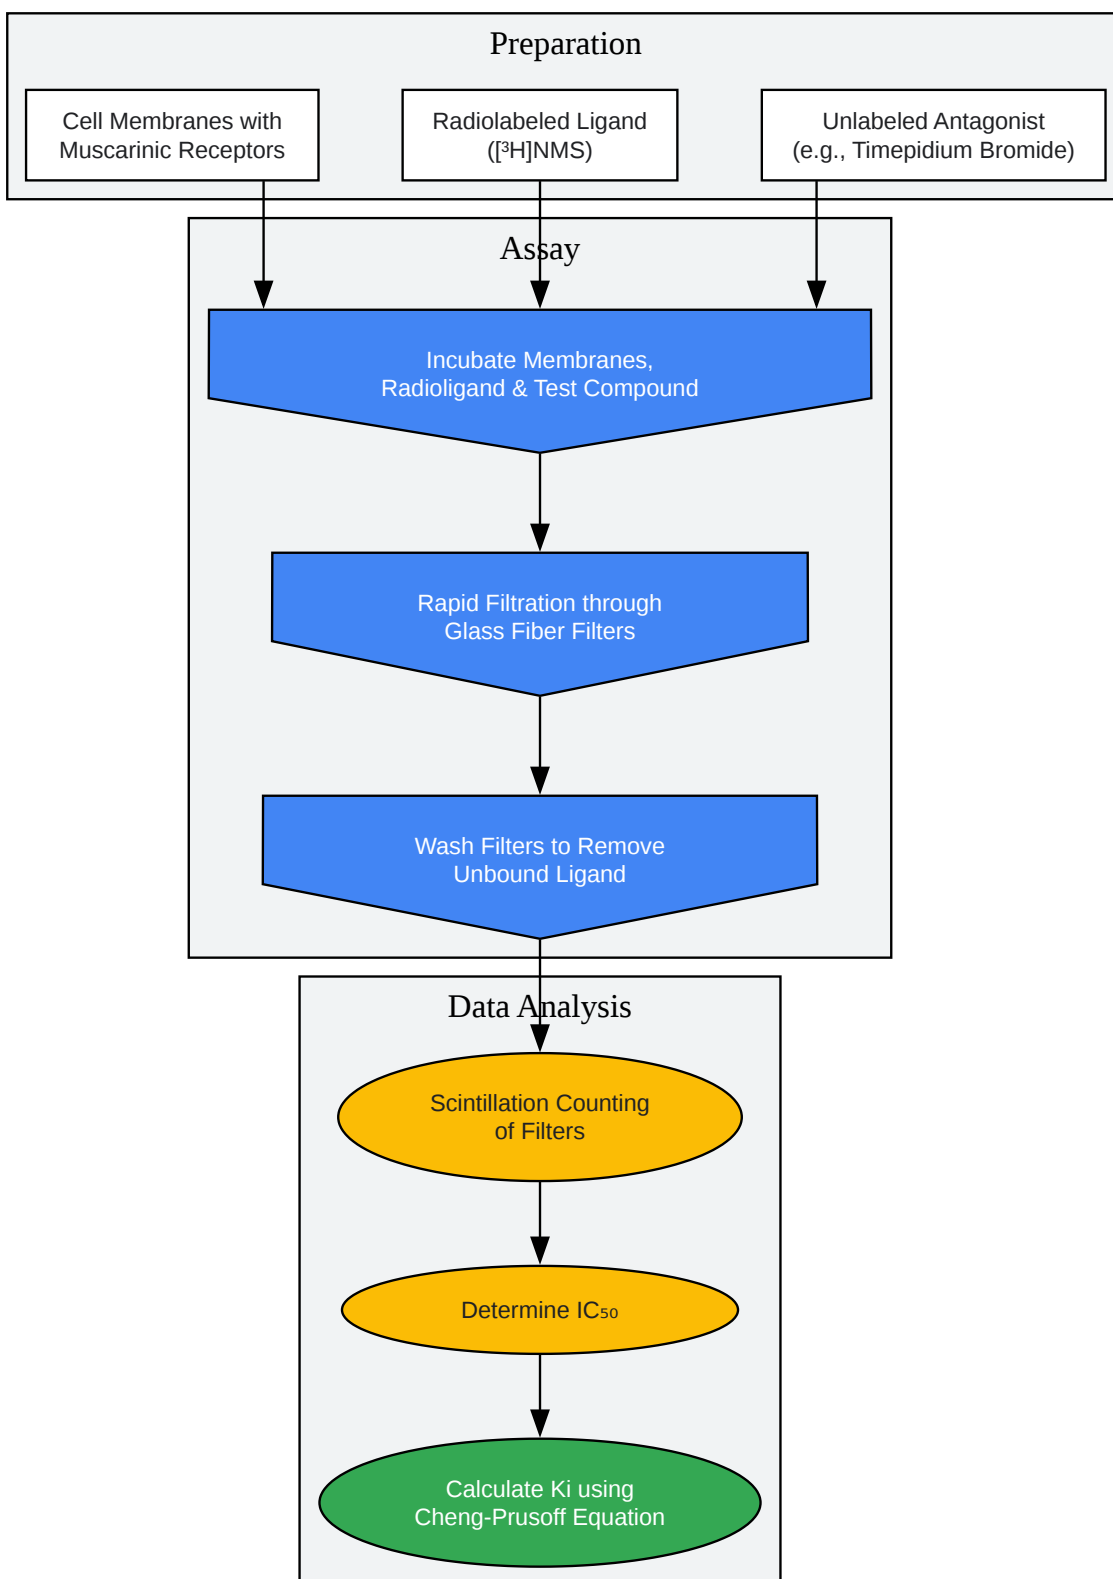 Preparation
Cell Membranes with
Muscarinic Receptors
Radiolabeled Ligand
([³H]NMS)
Unlabeled Antagonist
(e.g., Timepidium Bromide)
Assay
Incubate Membranes,
Radioligand & Test Compound
Rapid Filtration through
Glass Fiber Filters
Wash Filters to Remove
Unbound Ligand
Data Analysis
Scintillation Counting
of Filters
Determine IC₅₀
Calculate Ki using
Cheng-Prusoff Equation